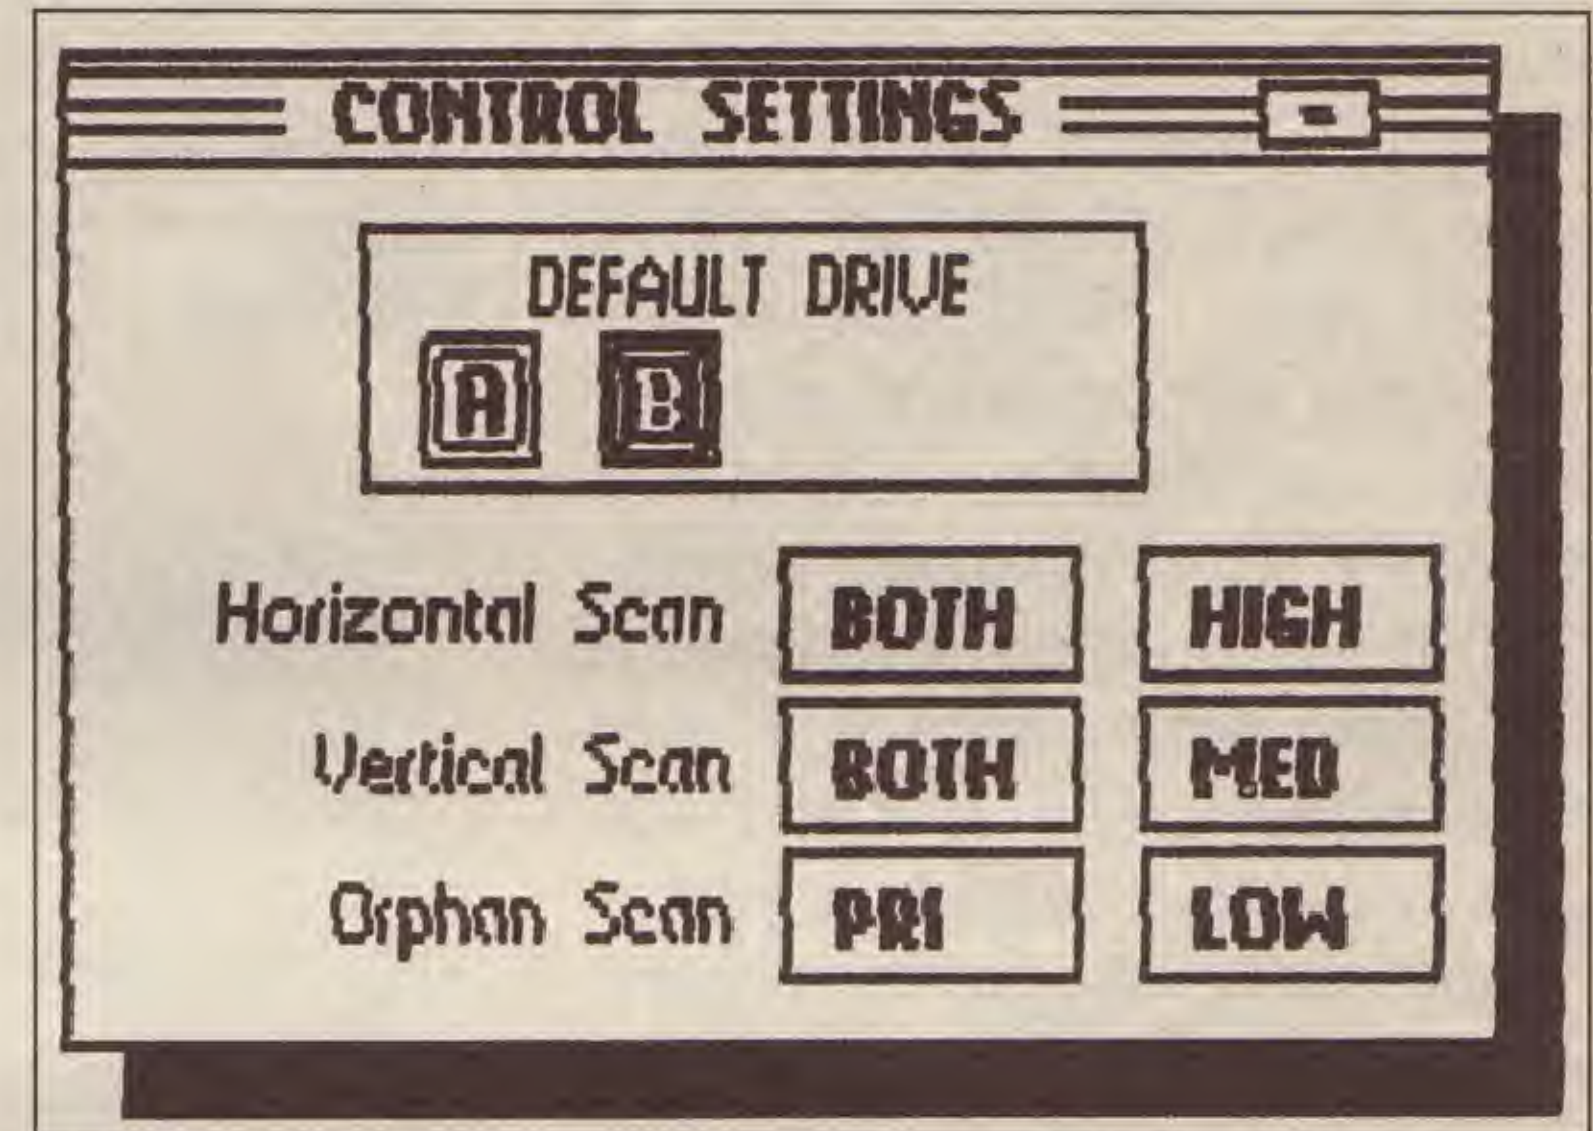 CONTROL SETTINGS
DEFAULT DRIVE
A B
Horizontal Scan BOTH HIGH
Vertical Scan BOTH MED
Orphan Scan PRI LOW